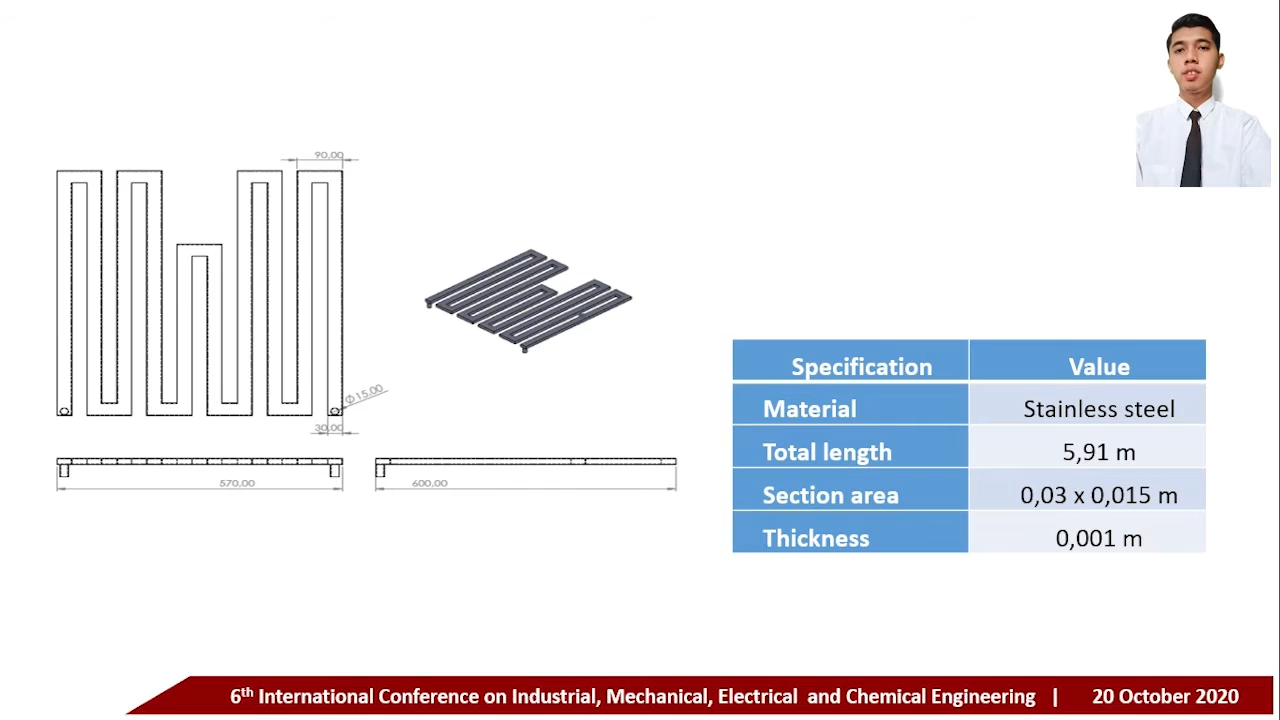 90,00
Ø15,00
30,00
570,00
600,00
Specification Value
Material Stainless steel
Total length 5,91 m
Section area 0,03 x 0,015 m
Thickness 0,001 m
6th International Conference on Industrial, Mechanical, Electrical and Chemical Engineering | 20 October 2020